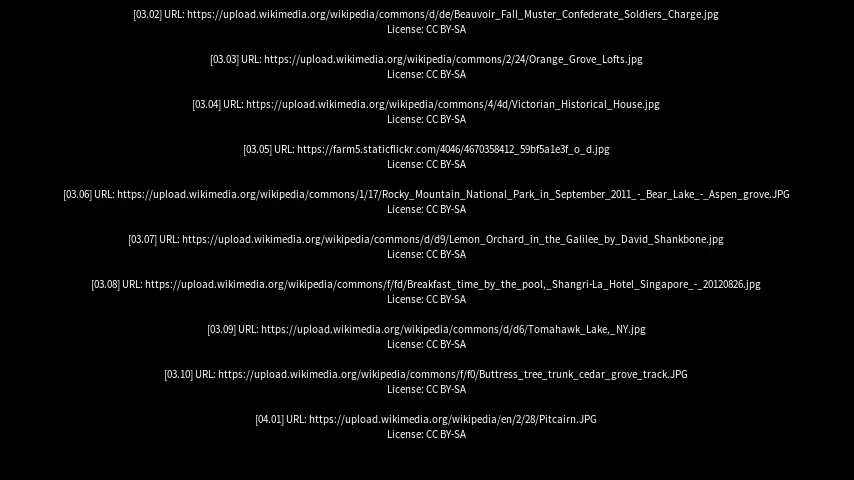 [03.02] URL: https://upload.wikimedia.org/wikipedia/commons/d/de/Beauvoir_Fall_Muster_Confederate_Soldiers_Charge.jpg
License: CC BY-SA
[03.03] URL: https://upload.wikimedia.org/wikipedia/commons/2/24/Orange_Grove_Lofts.jpg
License: CC BY-SA
[03.04] URL: https://upload.wikimedia.org/wikipedia/commons/4/4d/Victorian_Historical_House.jpg
License: CC BY-SA
[03.05] URL: https://farm5.staticflickr.com/4046/4670358412_59bf5a1e3f_o_d.jpg
License: CC BY-SA
[03.06] URL: https://upload.wikimedia.org/wikipedia/commons/1/17/Rocky_Mountain_National_Park_in_September_2011_-_Bear_Lake_-_Aspen_grove.JPG
License: CC BY-SA
[03.07] URL: https://upload.wikimedia.org/wikipedia/commons/d/d9/Lemon_Orchard_in_the_Galilee_by_David_Shankbone.jpg
License: CC BY-SA
[03.08] URL: https://upload.wikimedia.org/wikipedia/commons/f/fd/Breakfast_time_by_the_pool,_Shangri-La_Hotel_Singapore_-_20120826.jpg
License: CC BY-SA
[03.09] URL: https://upload.wikimedia.org/wikipedia/commons/d/d6/Tomahawk_Lake,_NY.jpg
License: CC BY-SA
[03.10] URL: https://upload.wikimedia.org/wikipedia/commons/f/f0/Buttress_tree_trunk_cedar_grove_track.JPG
License: CC BY-SA
[04.01] URL: https://upload.wikimedia.org/wikipedia/en/2/28/Pitcairn.JPG
License: CC BY-SA